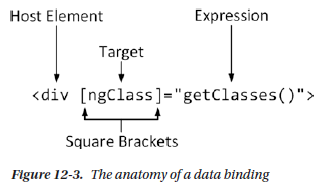 Host Element
Expression
Target
<div [ngClass]="getClasses()">
Square Brackets
Figure 12-3. The anatomy of a data binding